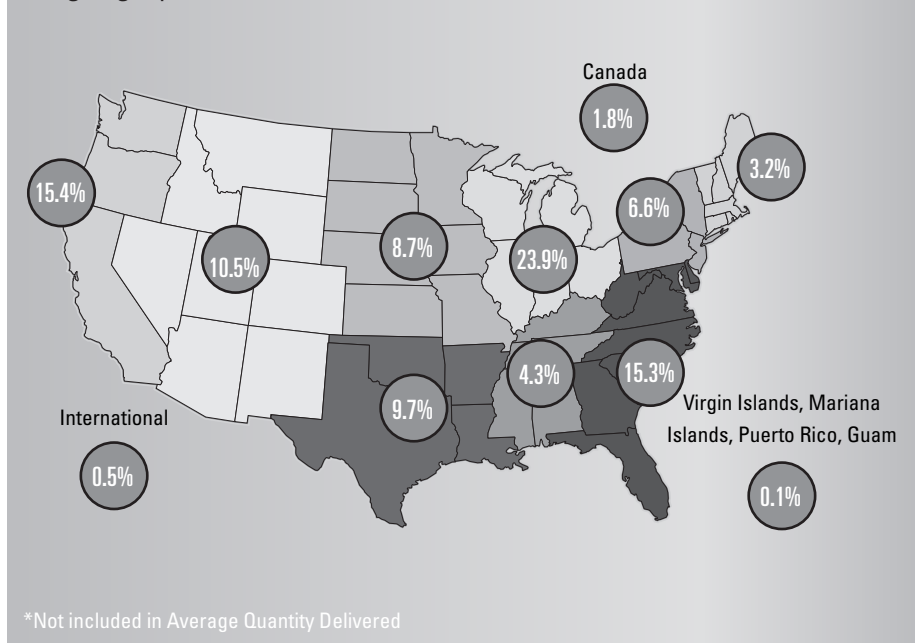 Canada
1.8%
3.2%
15.4%
6.6%
8.7%
23.9%
10.5%
4.3%
15.3%
9.7%
Virgin Islands, Mariana
Islands, Puerto Rico, Guam
0.1%
International
0.5%
*Not included in Average Quantity Delivered